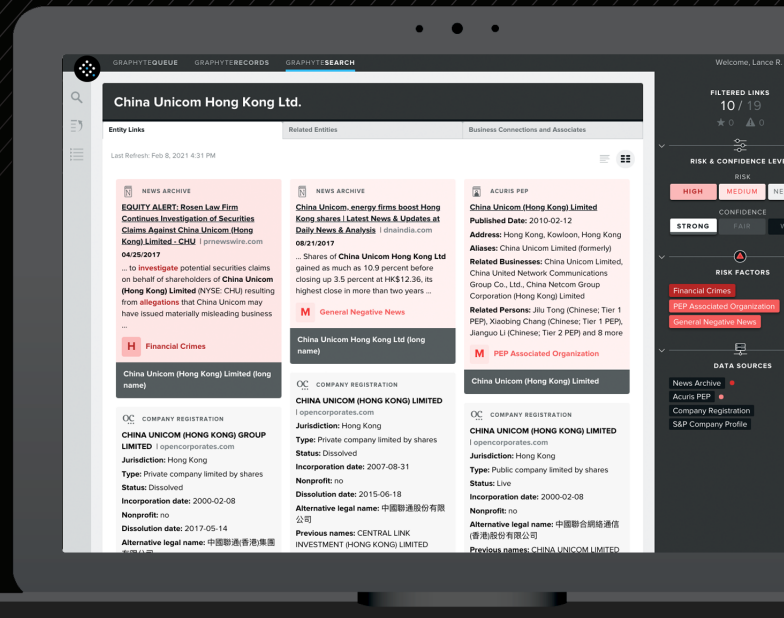 GRAPHYTEQUEUE GRAPHYTERECORDS GRAPHYTESEARCH
Welcome, Lance R.
China Unicom Hong Kong Ltd.
Entity Links
Related Entities
Business Connections and Associates
Last Refresh: Feb 8, 2021 4:31 PM
NEWS ARCHIVE
EQUITY ALERT: Rosen Law Firm
Continues Investigation of Securities
Claims Against China Unicom (Hong
Kong) Limited - CHU | prnewswire.com
04/25/2017
... to investigate potential securities claims
on behalf of shareholders of China Unicom
(Hong Kong) Limited (NYSE: CHU) resulting
from allegations that China Unicom may
have issued materially misleading business
...
H Financial Crimes
China Unicom (Hong Kong) Limited (long
name)
OC COMPANY REGISTRATION
CHINA UNICOM (HONG KONG) GROUP
LIMITED | opencorporates.com
Jurisdiction: Hong Kong
Type: Private company limited by shares
Status: Dissolved
Incorporation date: 2000-02-08
Nonprofit: no
Dissolution date: 2017-05-14
Alternative legal name: 中國聯通(香港)集團
有限公司
NEWS ARCHIVE
China Unicom, energy firms boost Hong
Kong shares | Latest News & Updates at
Daily News & Analysis | dnaindia.com
08/21/2017
... Shares of China Unicom Hong Kong Ltd
gained as much as 10.9 percent before
closing up 3.5 percent at HK$12.36, its
highest close in more than two years ...
M General Negative News
China Unicom Hong Kong Ltd (long
name)
OC COMPANY REGISTRATION
CHINA UNICOM (HONG KONG) LIMITED
| opencorporates.com
Jurisdiction: Hong Kong
Type: Private company limited by shares
Status: Dissolved
Incorporation date: 2007-08-31
Nonprofit: no
Dissolution date: 2015-06-18
Alternative legal name: 中國聯通股份有限
公司
Previous names: CENTRAL LINK
INVESTMENT (HONG KONG) LIMITED
ACURIS PEP
China Unicom (Hong Kong) Limited
Published Date: 2010-02-12
Address: Hong Kong, Kowloon, Hong Kong
Aliases: China Unicom Limited (formerly)
Related Businesses: China Unicom Limited,
China United Network Communications
Group Co., Ltd., China Netcom Group
Corporation (Hong Kong) Limited
Related Persons: Jilu Tong (Chinese; Tier 1
PEP), Xiaobing Chang (Chinese; Tier 1 PEP),
Jianguo Li (Chinese; Tier 2 PEP) and 8 more
M PEP Associated Organization
China Unicom (Hong Kong) Limited
OC COMPANY REGISTRATION
CHINA UNICOM (HONG KONG) LIMITED
| opencorporates.com
Jurisdiction: Hong Kong
Type: Public company limited by shares
Status: Live
Incorporation date: 2000-02-08
Nonprofit: no
Alternative legal name: 中國聯合網絡通信
(香港)股份有限公司
Previous names: CHINA UNICOM LIMITED
FILTERED LINKS
10 / 19
0 0
RISK & CONFIDENCE LEVE
RISK
HIGH MEDIUM NE
CONFIDENCE
STRONG FAIR W
RISK FACTORS
Financial Crimes
PEP Associated Organization
General Negative News
DATA SOURCES
News Archive
Acuris PEP
Company Registration
S&P Company Profile